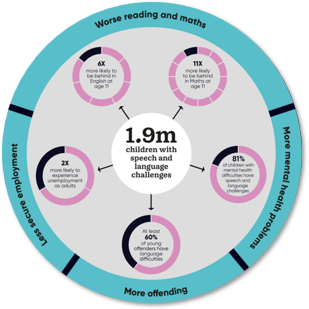 Worse reading and maths
6X
more likely to
be behind in
English at
age 11
11X
more likely to
be behind
in Maths at
age 11
1.9m
children with
speech and
language
challenges
2X
more likely to
experience
unemployment
as adults
81%
of children with
mental health
difficulties have
speech and
language
challenges
At least
60%
of young
offenders have
language
difficulties
Less secure employment
More mental health problems
More offending